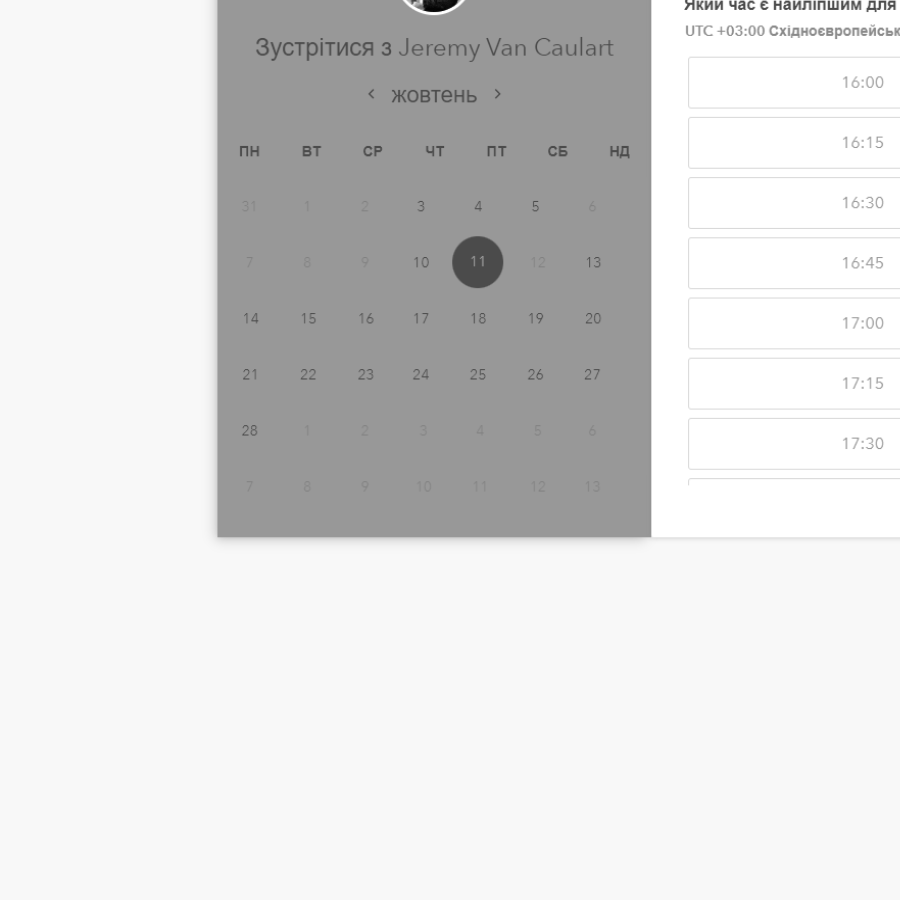 Зустрітися з Jeremy Van Caulart
жовтень
ПН ВТ СР ЧТ ПТ СБ НД
31 1 2 3 4 5 6
7 8 9 10 11 12 13
14 15 16 17 18 19 20
21 22 23 24 25 26 27
28 1 2 3 4 5 6
7 8 9 10 11 12 13
Який час є найліпшим для
UTC +03:00 Східноєвропейськ
16:00
16:15
16:30
16:45
17:00
17:15
17:30